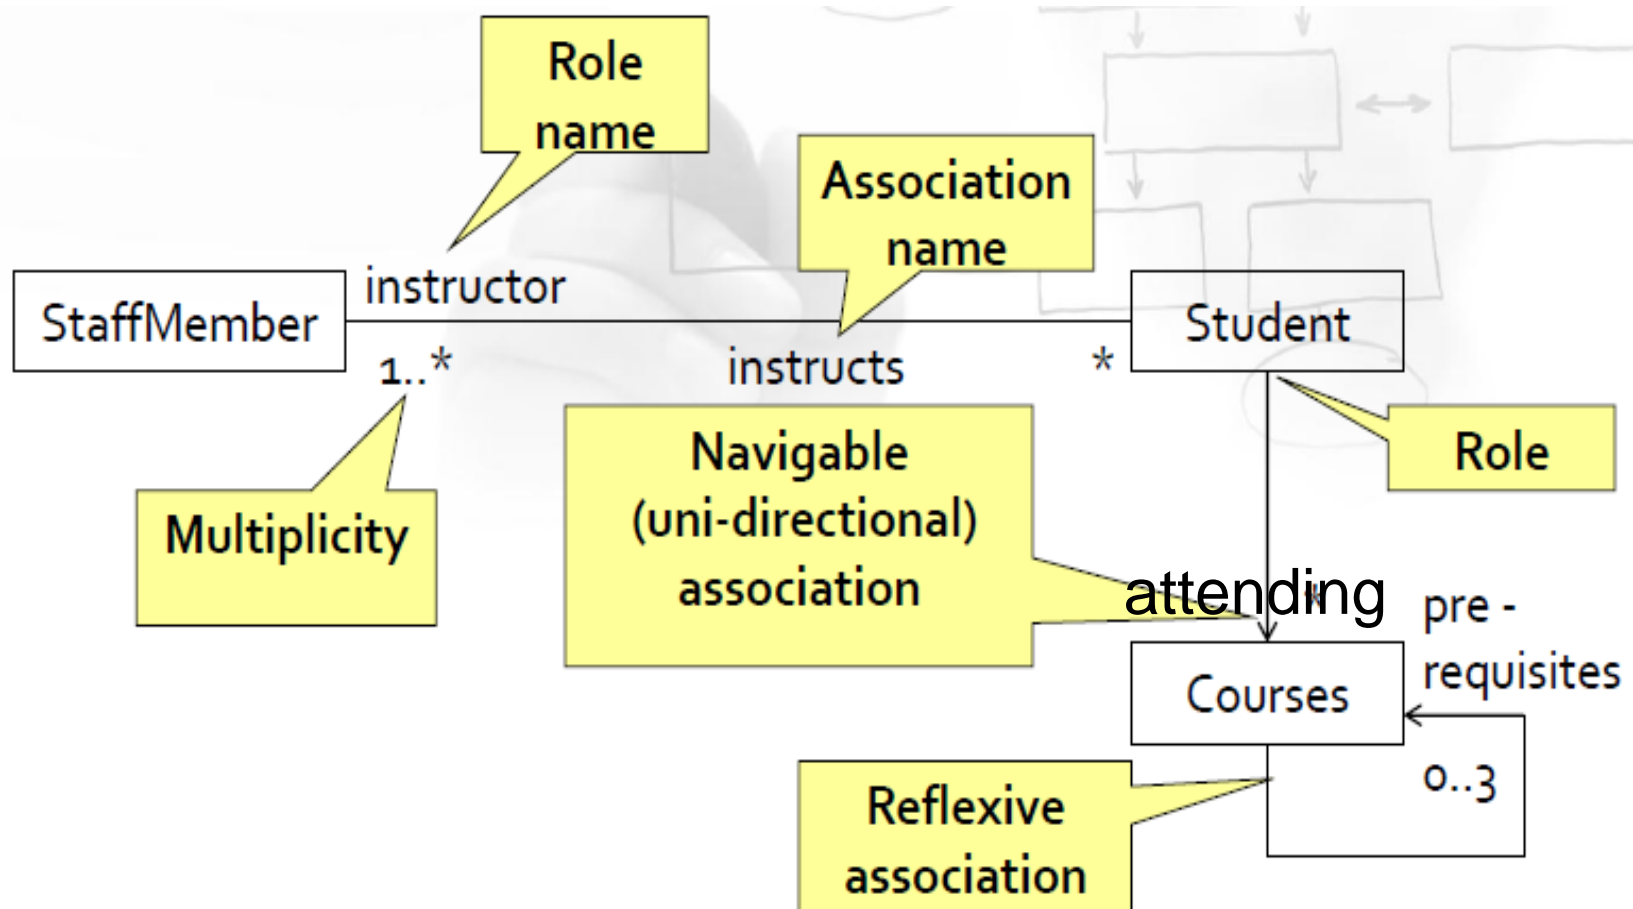 Role
name
Association
name
instructor
StaffMember
Student
1..*
instructs
*
Navigable
(uni-directional)
association
Role
Multiplicity
attending
*
pre -
requisites
Courses
0..3
Reflexive
association